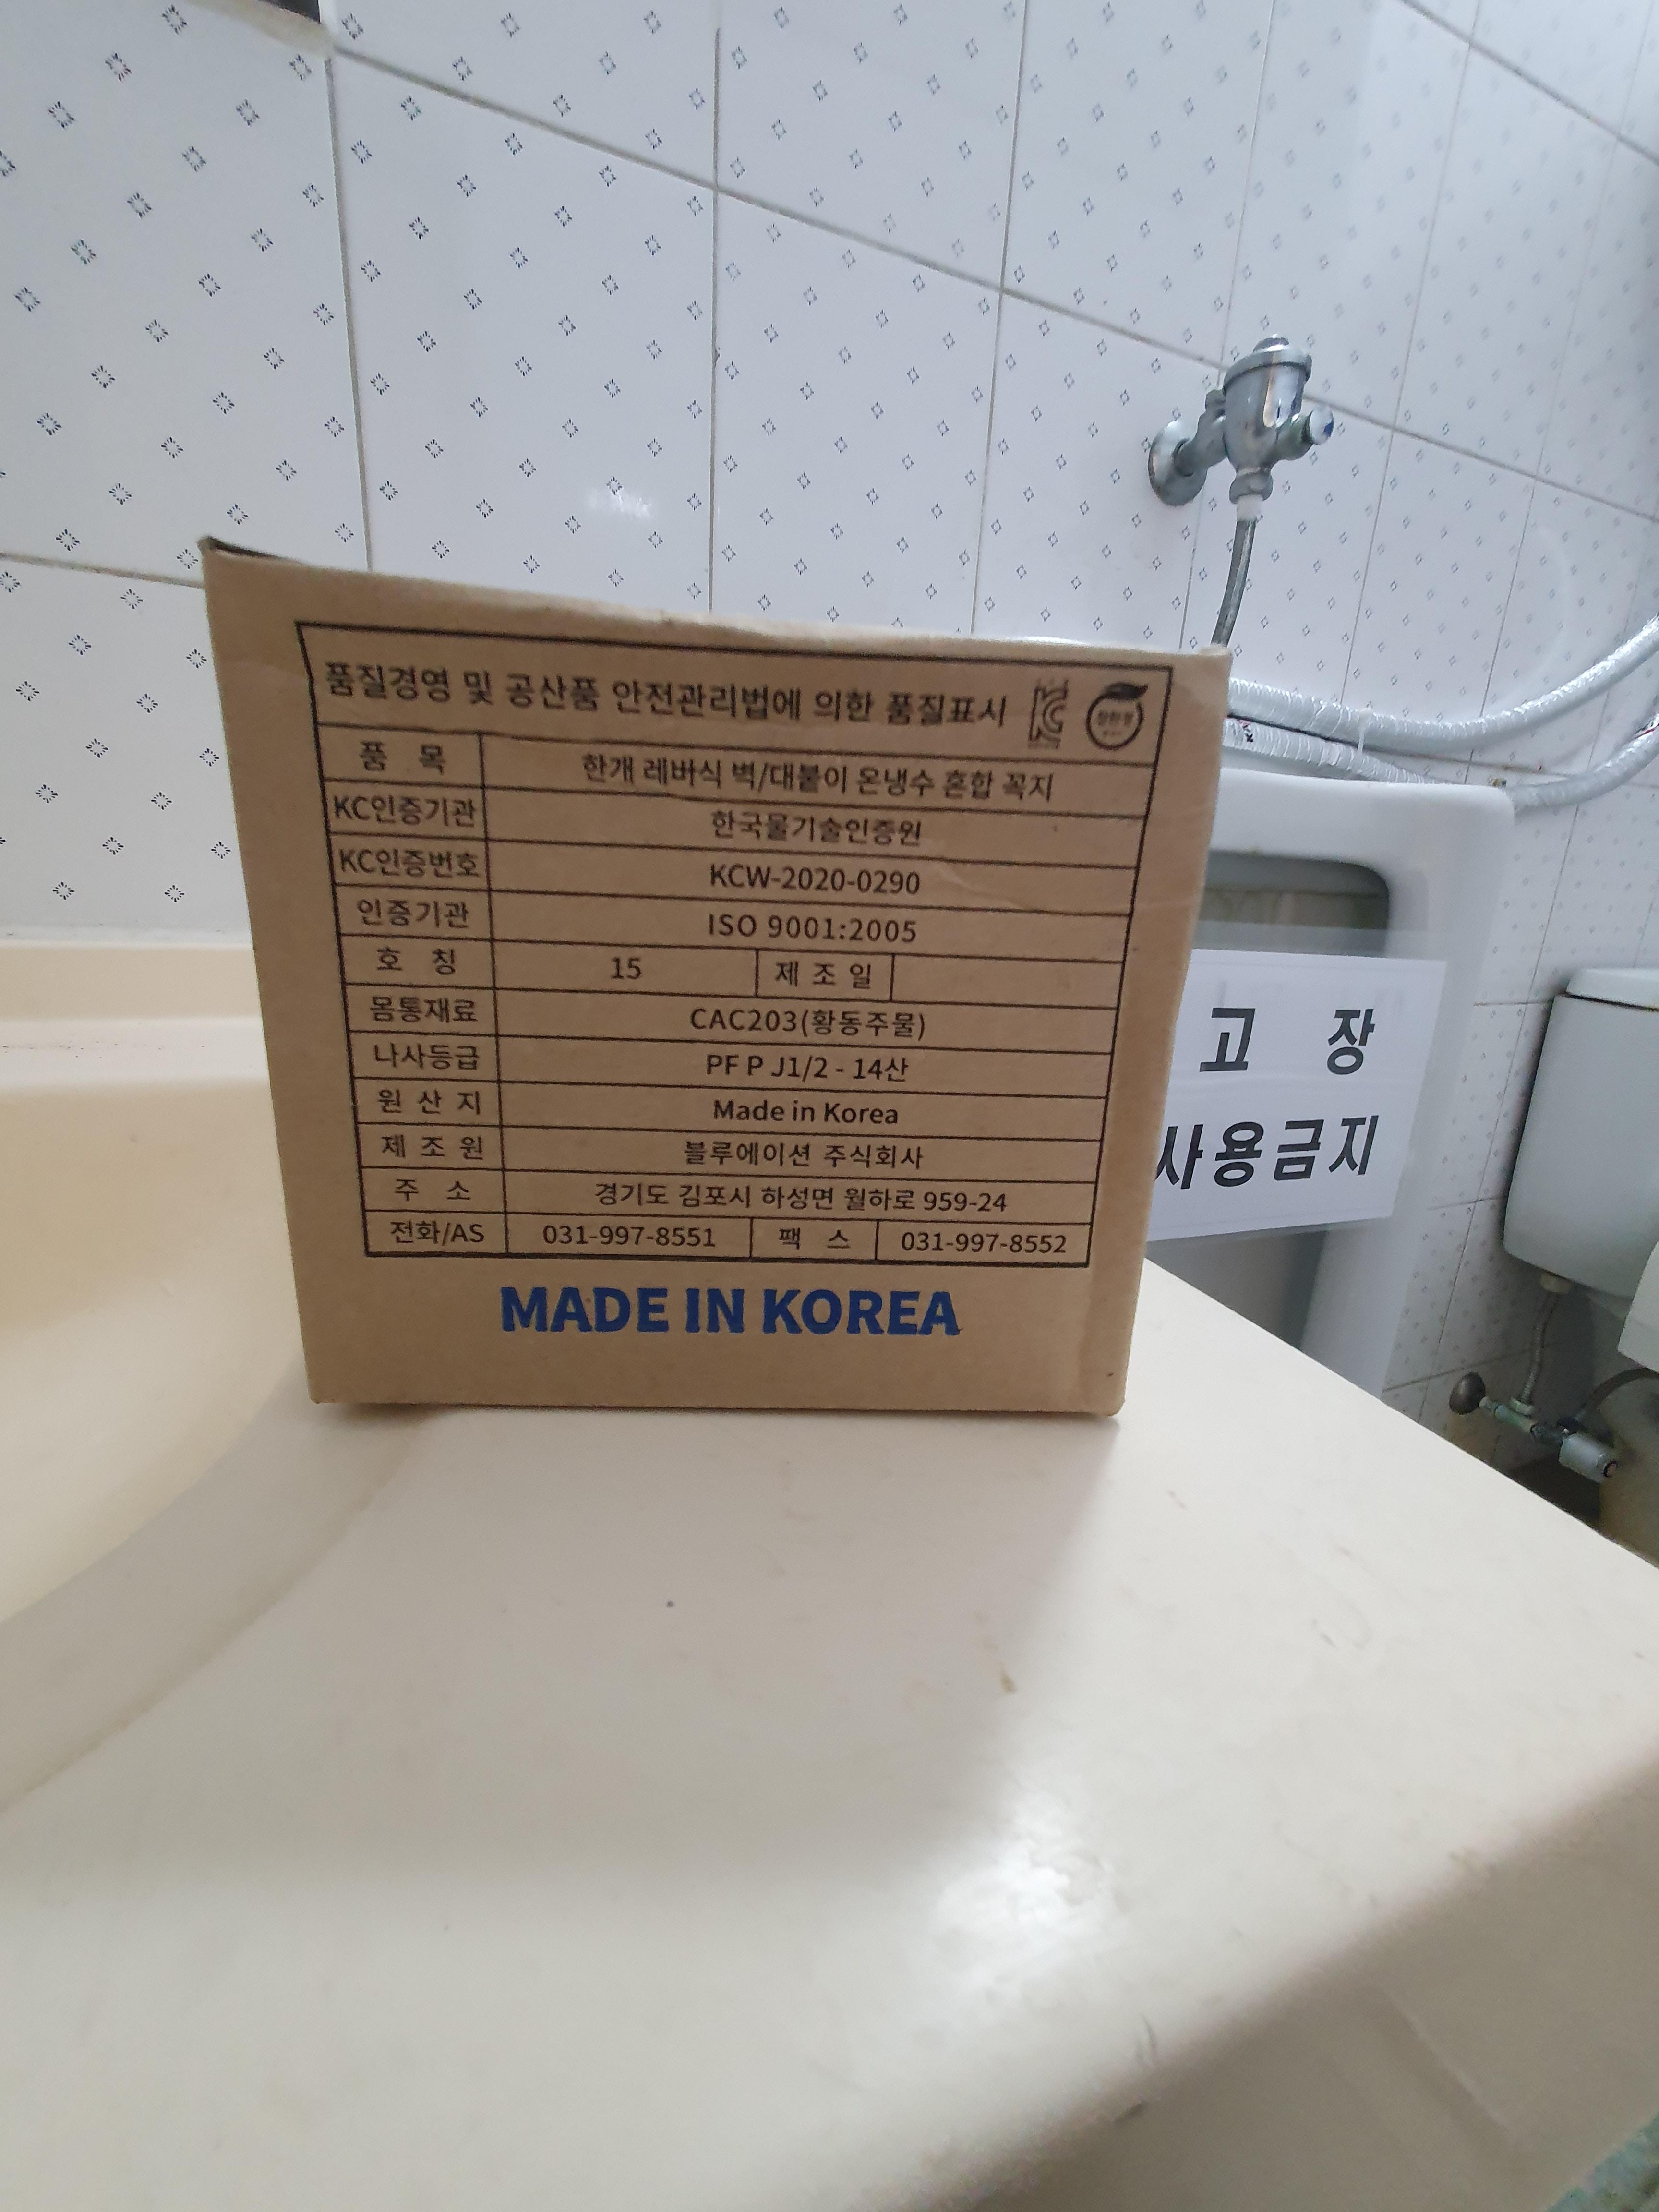 품질경영 및 공산품 안전관리법에 의한 품질표시
품 목 한개 레버식 벽/대붙이 온냉수 혼합 꼭지
KC인증기관 한국물기술인증원
KC인증번호 KCW-2020-0290
인증기관 ISO 9001:2005
호 칭 15 제 조 일
몸통재료 CAC203(황동주물)
나사등급 PF P J1/2 - 14산
원 산 지 Made in Korea
제 조 원 블루에이션 주식회사
주 소 경기도 김포시 하성면 월하로 959-24
전화/AS 031-997-8551 팩 스 031-997-8552
MADE IN KOREA
고 장
사용금지